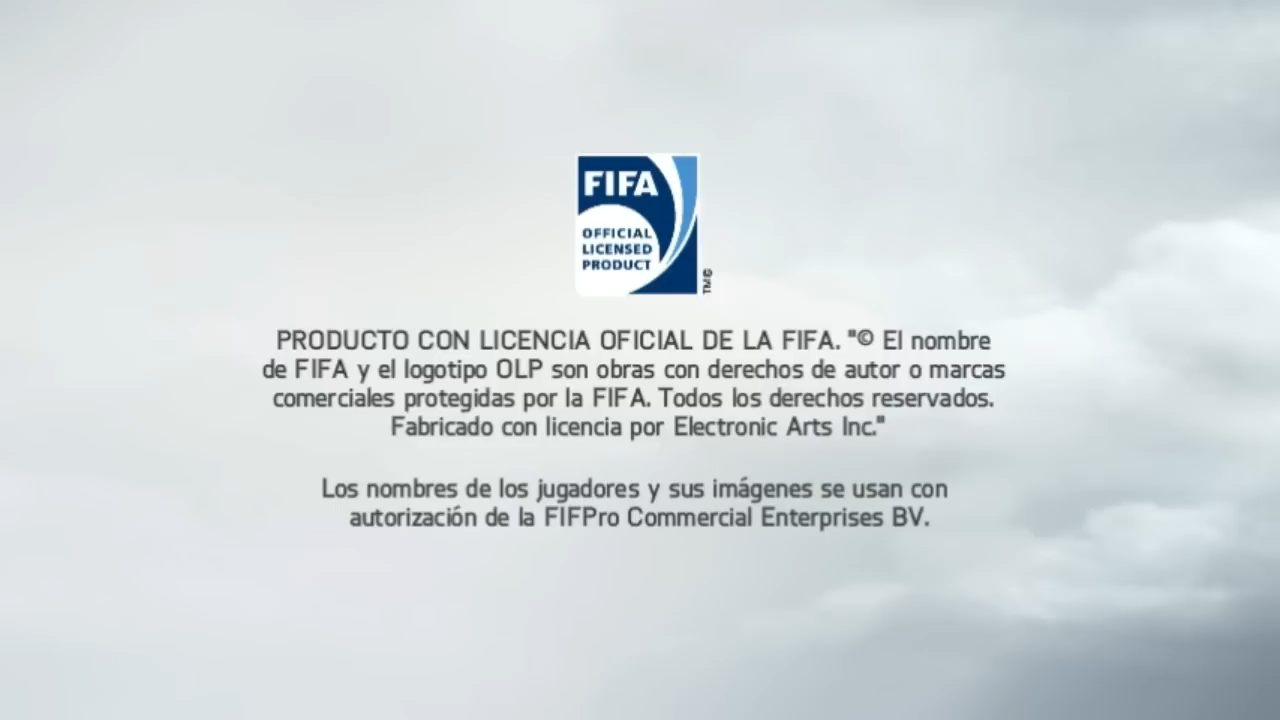 FIFA
OFFICIAL
LICENSED
PRODUCT
TM©
PRODUCTO CON LICENCIA OFICIAL DE LA FIFA. "© El nombre
de FIFA y el logotipo OLP son obras con derechos de autor o marcas
comerciales protegidas por la FIFA. Todos los derechos reservados.
Fabricado con licencia por Electronic Arts Inc."
Los nombres de los jugadores y sus imágenes se usan con
autorización de la FIFPro Commercial Enterprises BV.